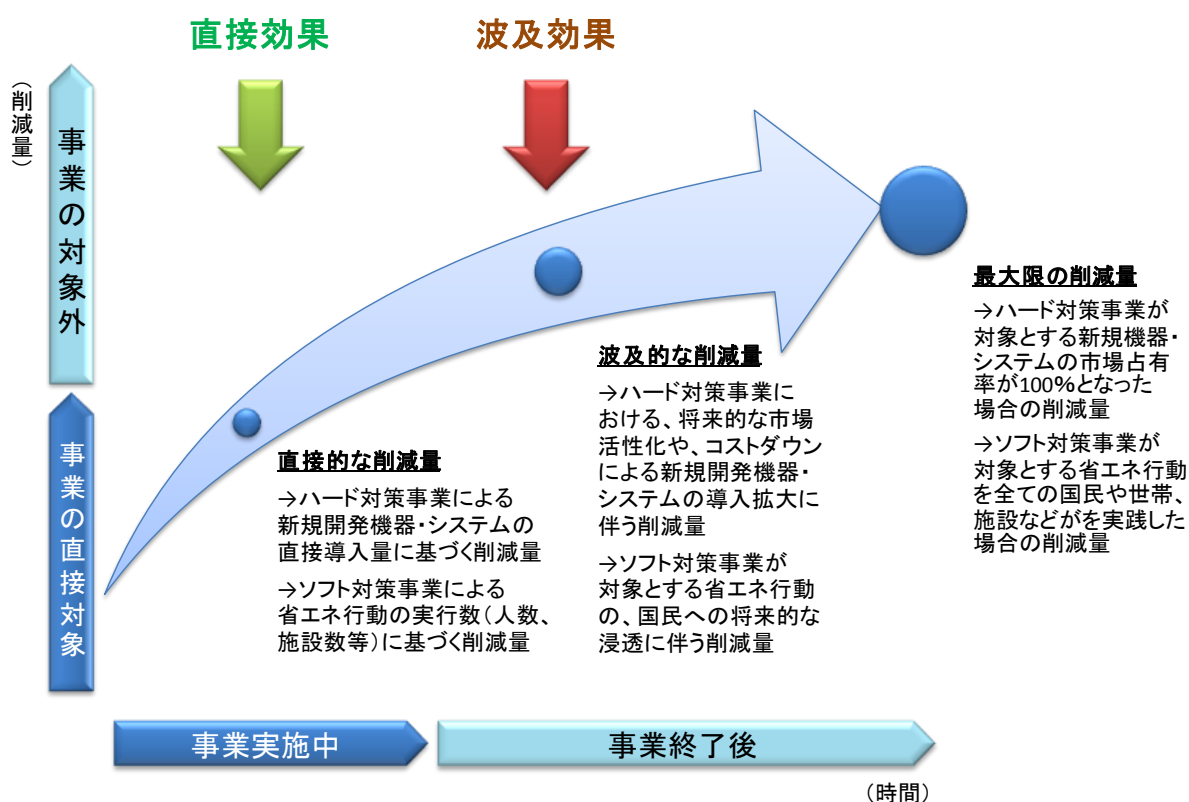 直接効果
波及効果
（削減量）
事業の対象外
事業の直接対象
直接的な削減量
→ハード対策事業による
新規開発機器・システムの
直接導入量に基づく削減量
→ソフト対策事業による
省エネ行動の実行数（人数、
施設数等）に基づく削減量
波及的な削減量
→ハード対策事業に
おける、将来的な市場
活性化や、コストダウン
による新規開発機器・
システムの導入拡大に
伴う削減量
→ソフト対策事業が
対象とする省エネ行動
の、国民への将来的な
浸透に伴う削減量
最大限の削減量
→ハード対策事業が
対象とする新規機器・
システムの市場占有
率が100％となった
場合の削減量
→ソフト対策事業が
対象とする省エネ行動
を全ての国民や世帯、
施設などがを実践した
場合の削減量
事業実施中
事業終了後
（時間）